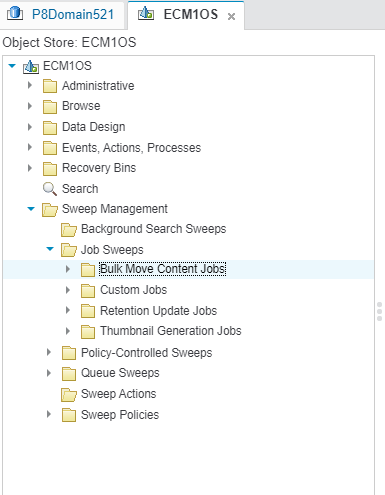 P8Domain521 ECM1OS
Object Store: ECM1OS
ECM1OS
Administrative
Browse
Data Design
Events, Actions, Processes
Recovery Bins
Search
Sweep Management
Background Search Sweeps
Job Sweeps
Bulk Move Content Jobs
Custom Jobs
Retention Update Jobs
Thumbnail Generation Jobs
Policy-Controlled Sweeps
Queue Sweeps
Sweep Actions
Sweep Policies